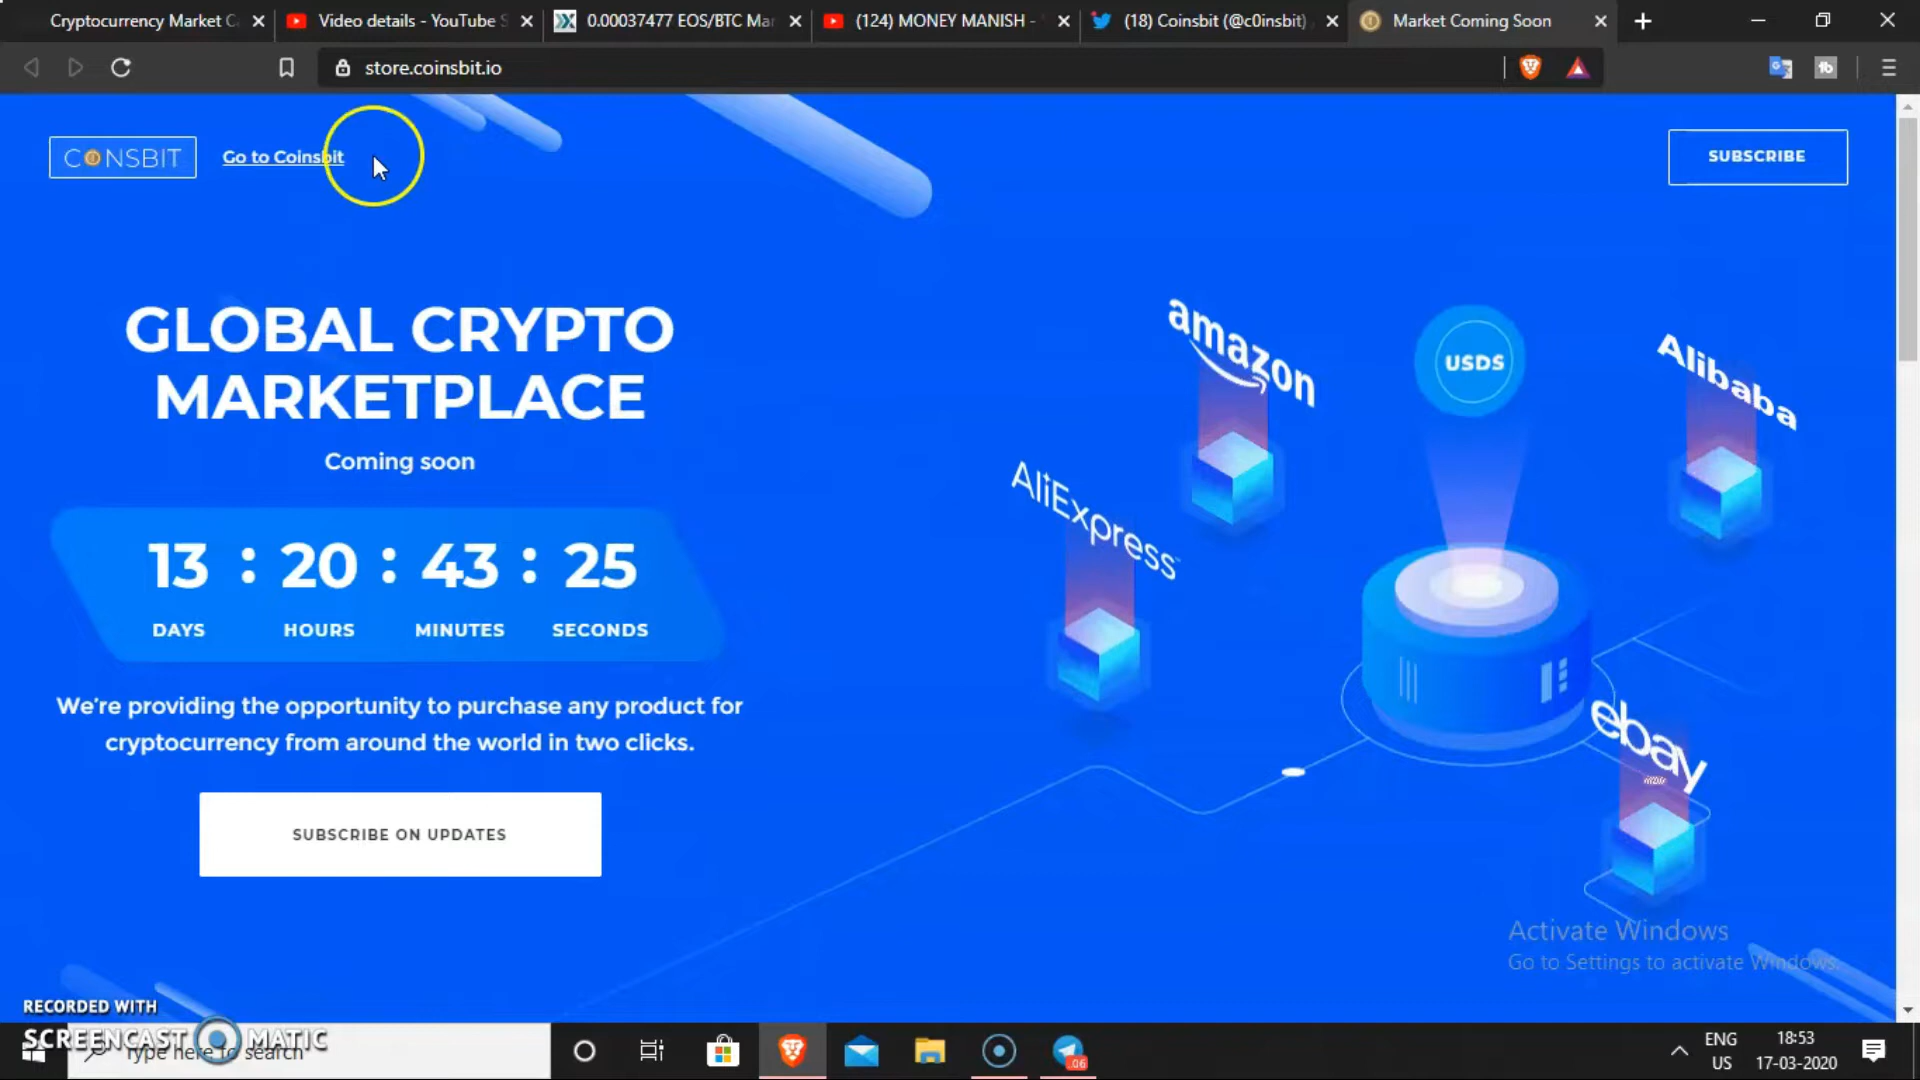 Cryptocurrency Market C
Video details - YouTube S
0.00037477 EOS/BTC Mar
(124) MONEY MANISH -
(18) Coinsbit (@c0insbit)
Market Coming Soon
store.coinsbit.io
COINSBIT
Go to Coinsbit
SUBSCRIBE
GLOBAL CRYPTO
MARKETPLACE
Coming soon
13 : 20 : 43 : 25
DAYS HOURS MINUTES SECONDS
We're providing the opportunity to purchase any product for
cryptocurrency from around the world in two clicks.
SUBSCRIBE ON UPDATES
amazon
USDS
Alibaba
AliExpress
ebay
Activate Windows
Go to Settings to activate Windows.
RECORDED WITH
SCREENCAST MATIC
Type here to search
06
ENG
US
18:53
17-03-2020